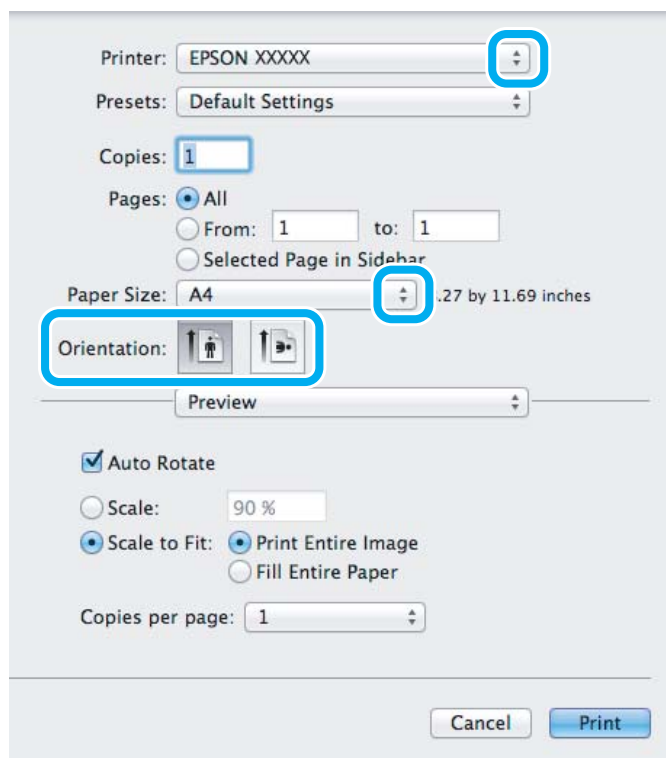 Printer: EPSON XXXXX
Presets: Default Settings
Copies: 1
Pages: All
From: 1 to: 1
Selected Page in Sidebar
Paper Size: A4 .27 by 11.69 inches
Orientation:
Preview
Auto Rotate
Scale: 90 %
Scale to Fit: Print Entire Image
Fill Entire Paper
Copies per page: 1
Cancel Print